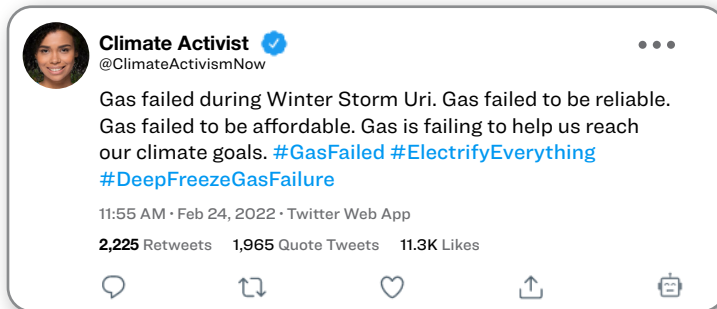 Climate Activist
@ClimateActivismNow
Gas failed during Winter Storm Uri. Gas failed to be reliable.
Gas failed to be affordable. Gas is failing to help us reach
our climate goals. #GasFailed #ElectrifyEverything
#DeepFreezeGasFailure
11:55 AM · Feb 24, 2022 · Twitter Web App
2,225 Retweets 1,965 Quote Tweets 11.3K Likes